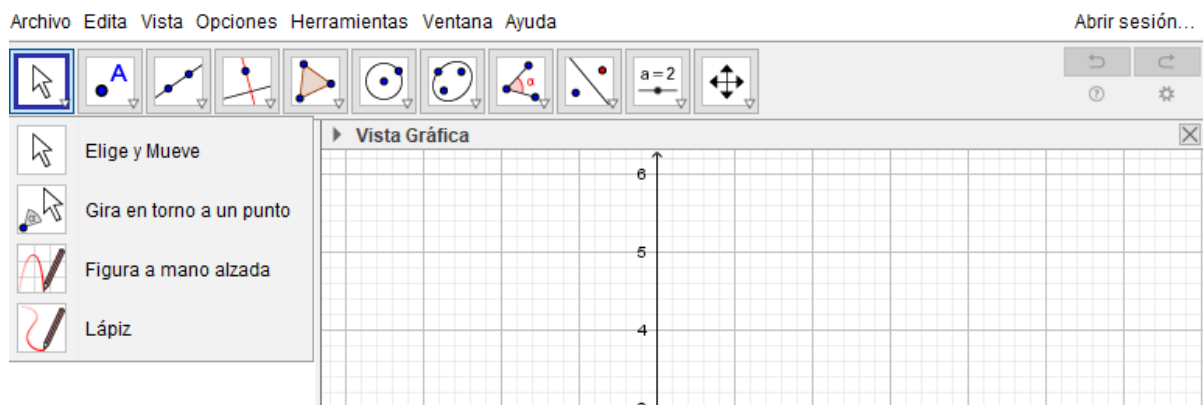 Archivo Edita Vista Opciones Herramientas Ventana Ayuda Abrir sesión...
A α a = 2
Vista Gráfica
Elige y Mueve
α Gira en torno a un punto
Figura a mano alzada
Lápiz
6
5
4